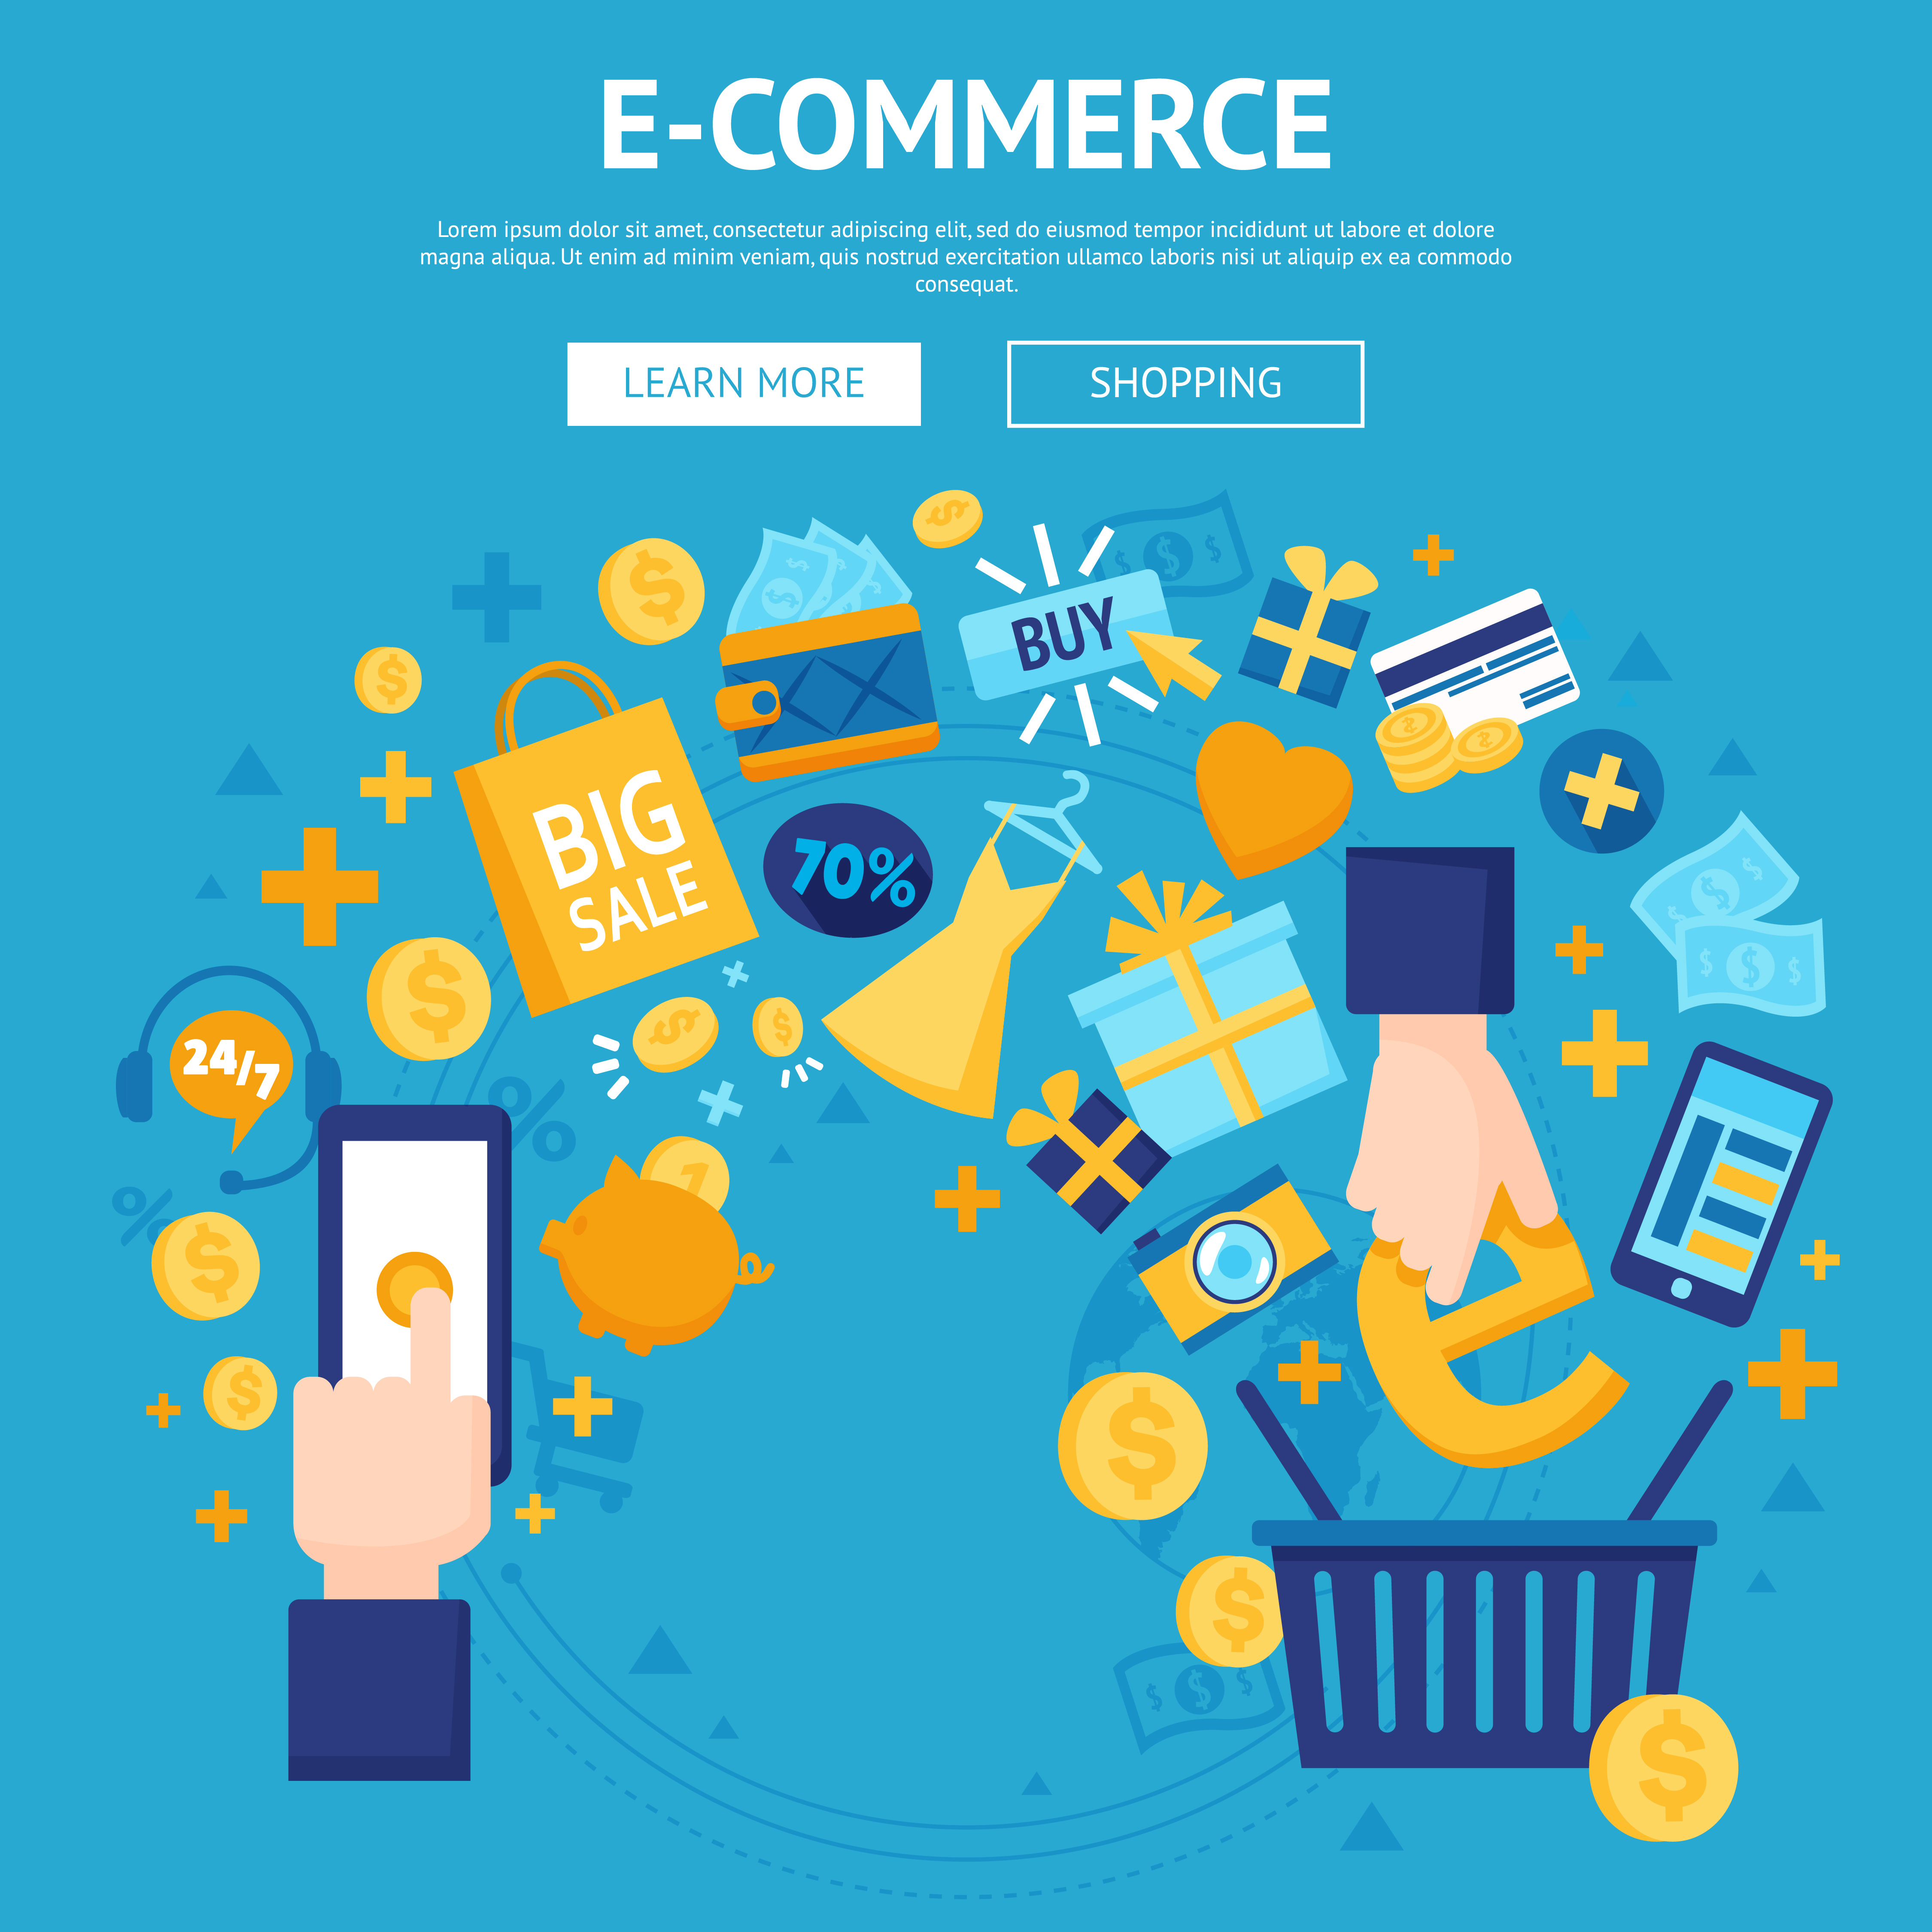 E-COMMERCE
Lorem ipsum dolor sit amet, consectetur adipiscing elit, sed do eiusmod tempor incididunt ut labore et dolore
magna aliqua. Ut enim ad minim veniam, quis nostrud exercitation ullamco laboris nisi ut aliquip ex ea commodo
consequat.
LEARN MORE
SHOPPING
BUY
BIG
SALE
70%
24/7
%
%
1
e
$